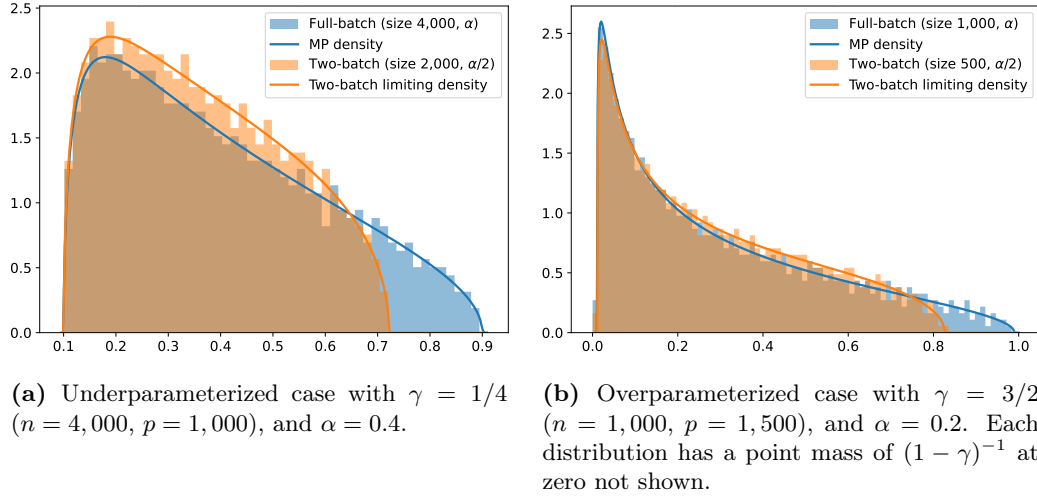 Full-batch (size 4,000, α)
MP density
Two-batch (size 2,000, α/2)
Two-batch limiting density
2.5
2.0
1.5
1.0
0.5
0.0
0.1 0.2 0.3 0.4 0.5 0.6 0.7 0.8 0.9
Full-batch (size 1,000, α)
MP density
Two-batch (size 500, α/2)
Two-batch limiting density
2.5
2.0
1.5
1.0
0.5
0.0
0.0 0.2 0.4 0.6 0.8 1.0
(a) Underparameterized case with γ = 1/4
(n = 4,000, p = 1,000), and α = 0.4.
(b) Overparameterized case with γ = 3/2
(n = 1,000, p = 1,500), and α = 0.2. Each
distribution has a point mass of (1 − γ)⁻¹ at
zero not shown.